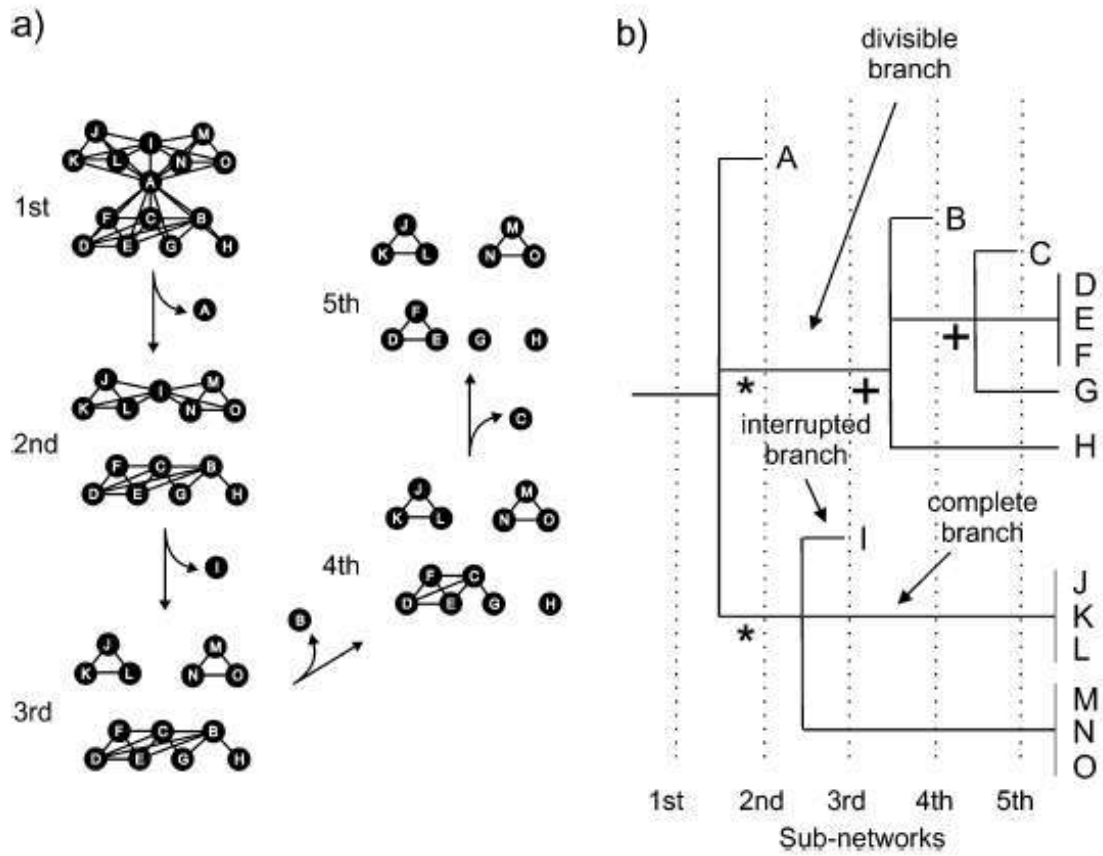 a)
J
I
M
K
L
N
O
A
1st
F
C
B
D
E
G
H
A
J
I
M
K
L
N
O
2nd
F
C
B
D
E
G
H
I
J
M
K
L
N
O
3rd
F
C
B
D
E
G
H
B
J
M
K
L
N
O
4th
F
C
D
E
G
H
C
J
M
K
L
N
O
5th
F
D
E
G
H
b)
divisible
branch
A
B
C
D
E
F
G
H
*
+
+
interrupted
branch
complete
branch
I
J
K
L
*
M
N
O
1st 2nd 3rd 4th 5th
Sub-networks